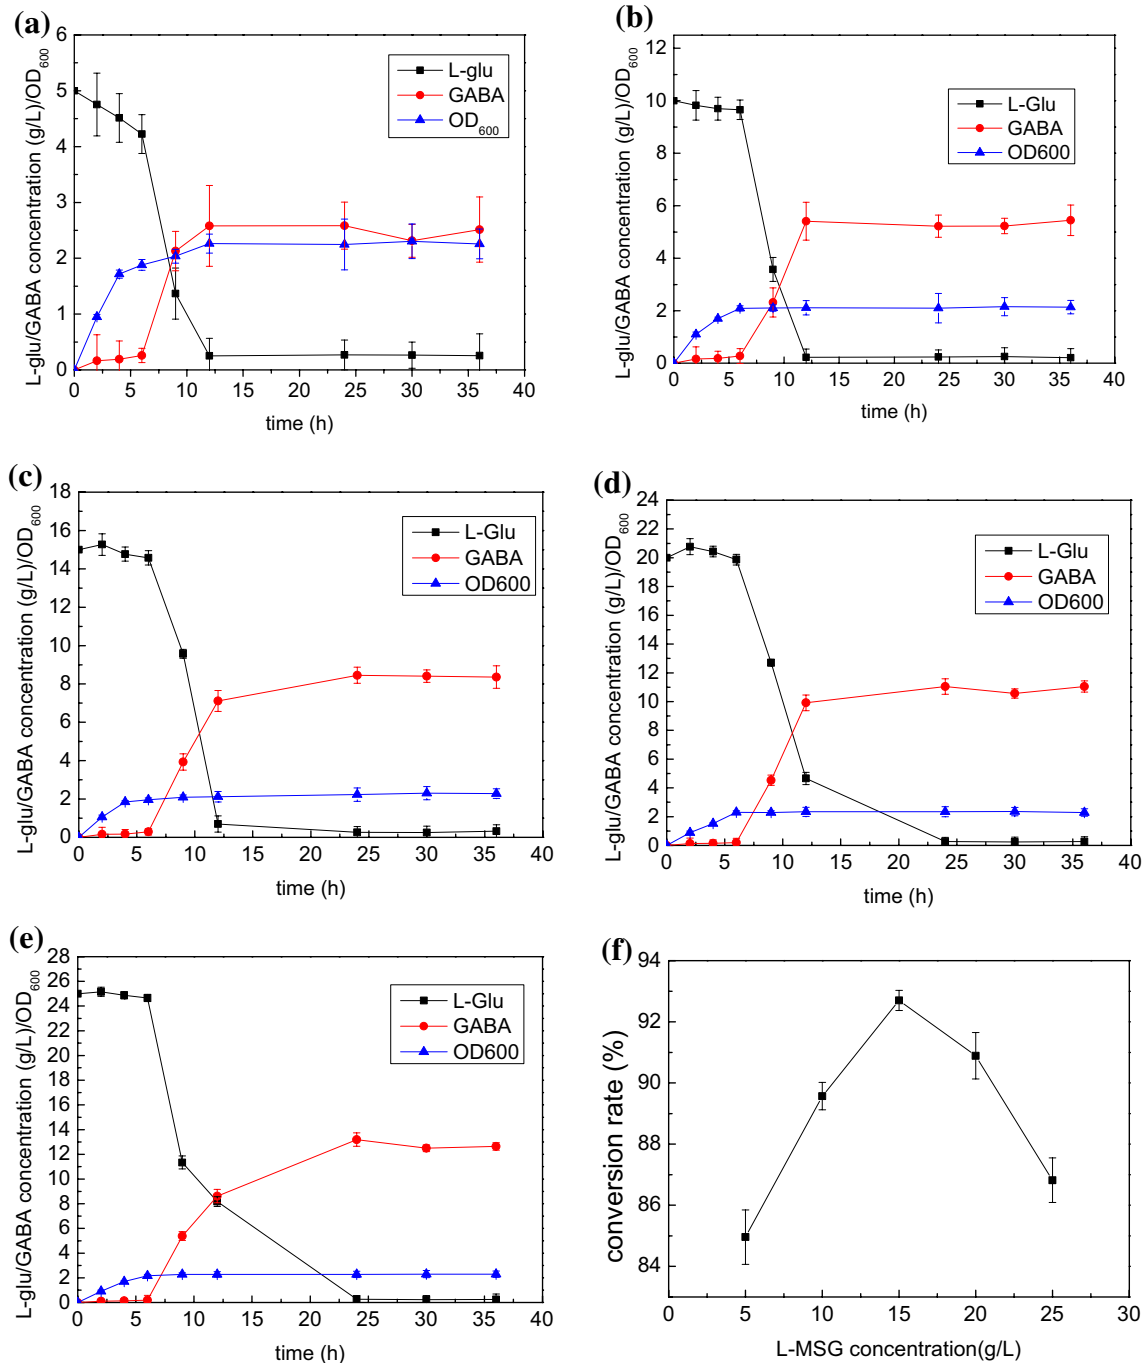 (a)
L-glu/GABA concentration (g/L)/OD600
6
5
4
3
2
1
0
L-glu
GABA
OD600
0 5 10 15 20 25 30 35 40
time (h)
(b)
L-glu/GABA concentration (g/L)/OD600
12
10
8
6
4
2
0
L-Glu
GABA
OD600
0 5 10 15 20 25 30 35 40
time (h)
(c)
L-glu/GABA concentration (g/L)/OD600
18
16
14
12
10
8
6
4
2
0
L-Glu
GABA
OD600
0 5 10 15 20 25 30 35 40
time (h)
(d)
L-glu/GABA concentration (g/L)/OD600
24
22
20
18
16
14
12
10
8
6
4
2
0
L-Glu
GABA
OD600
0 5 10 15 20 25 30 35 40
time (h)
(e)
L-glu/GABA concentration (g/L)/OD600
28
26
24
22
20
18
16
14
12
10
8
6
4
2
0
L-Glu
GABA
OD600
0 5 10 15 20 25 30 35 40
time (h)
(f)
conversion rate (%)
94
92
90
88
86
84
0 5 10 15 20 25 30
L-MSG concentration(g/L)